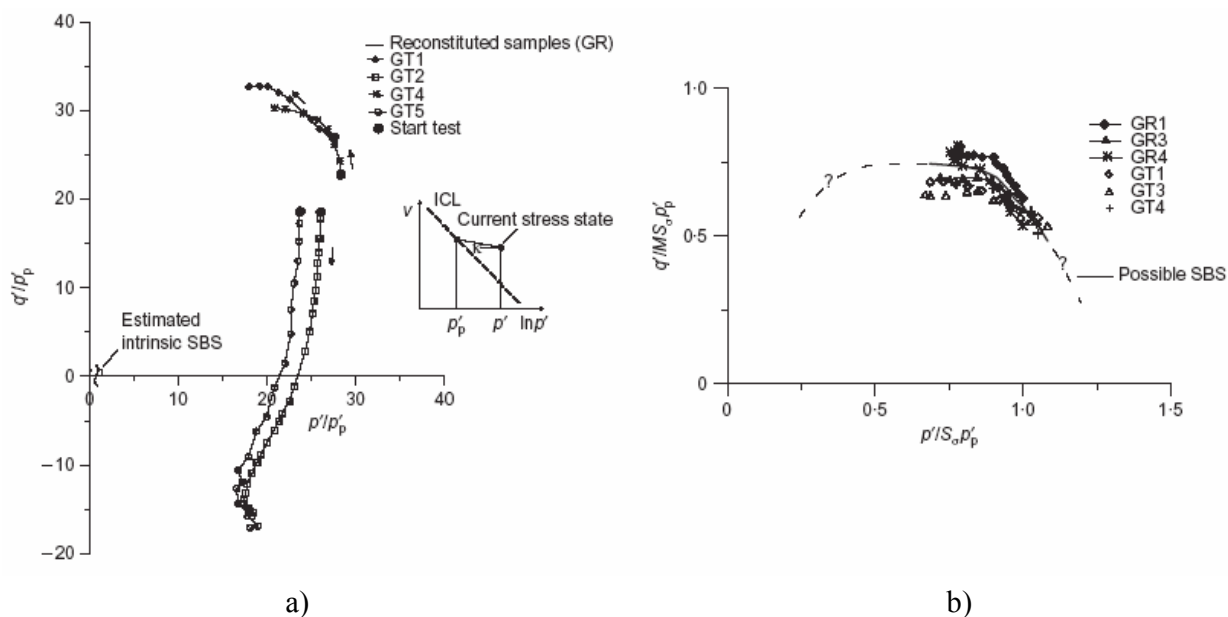 40
30
20
10
0
−10
−20
q′/p′p
0
10
20
30
40
p′/p′p
Reconstituted samples (GR)
GT1
GT2
GT4
GT5
Start test
Estimated
intrinsic SBS
v
ICL
Current stress state
p′p
p′
ln p′
a)
1·0
0·5
0
q′/MSσp′p
0
0·5
1·0
1·5
p′/Sσp′p
GR1
GR3
GR4
GT1
GT3
GT4
?
?
Possible SBS
b)